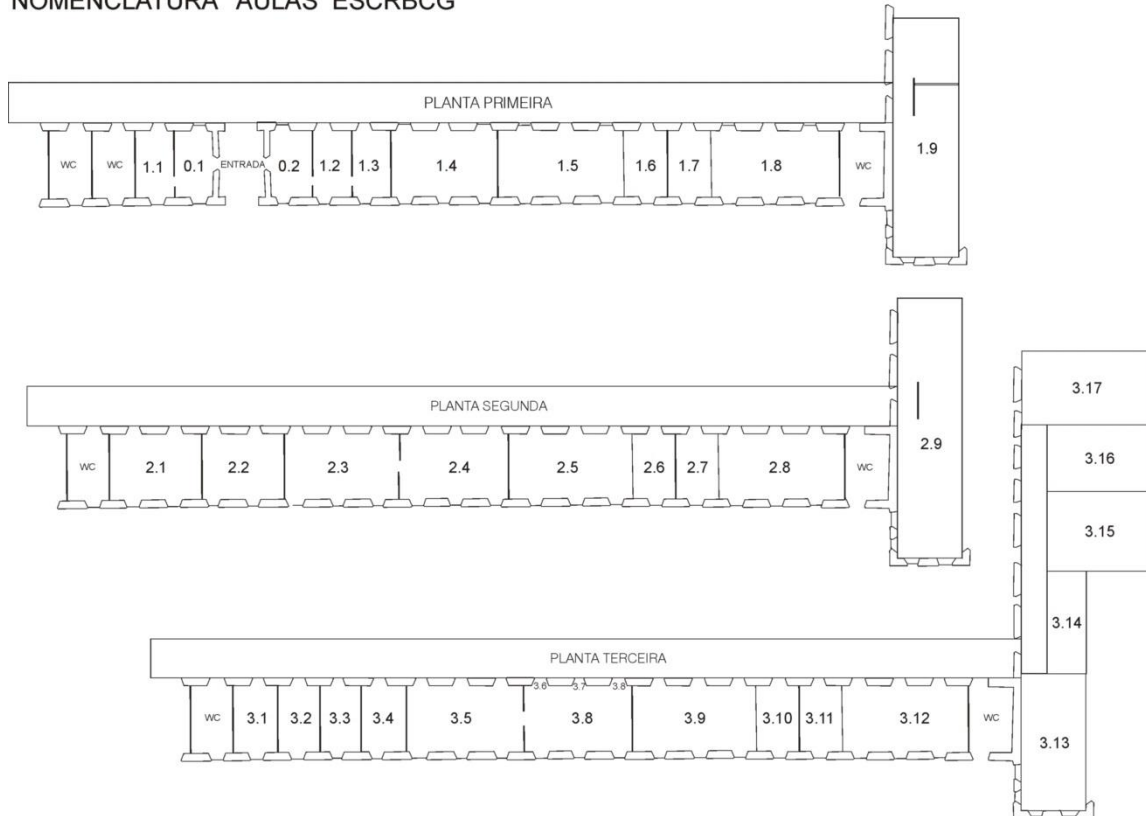 NOMENCLATURA AULAS ESCRBCG
PLANTA PRIMEIRA
WC WC 1.1 0.1 ENTRADA 0.2 1.2 1.3 1.4 1.5 1.6 1.7 1.8 WC 1.9
PLANTA SEGUNDA
WC 2.1 2.2 2.3 2.4 2.5 2.6 2.7 2.8 WC 2.9
3.17
3.16
3.15
3.14
PLANTA TERCEIRA
3.6 3.7 3.8
WC 3.1 3.2 3.3 3.4 3.5 3.8 3.9 3.10 3.11 3.12 WC 3.13